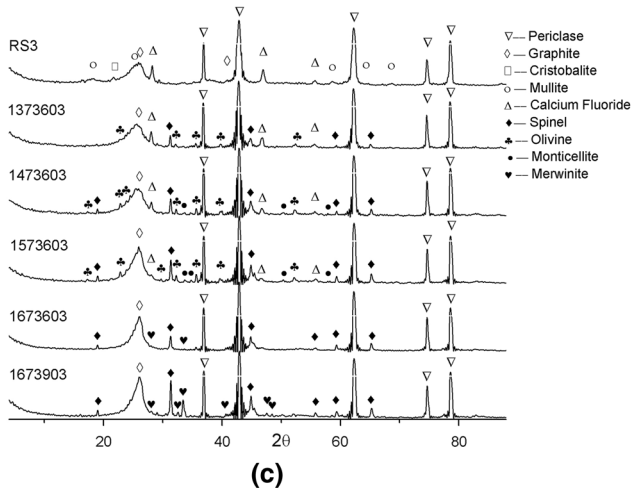 RS3
1373603
1473603
1573603
1673603
1673903
Periclase
Graphite
Cristobalite
Mullite
Calcium Fluoride
Spinel
Olivine
Monticellite
Merwinite
20 40 2θ 60 80
(c)